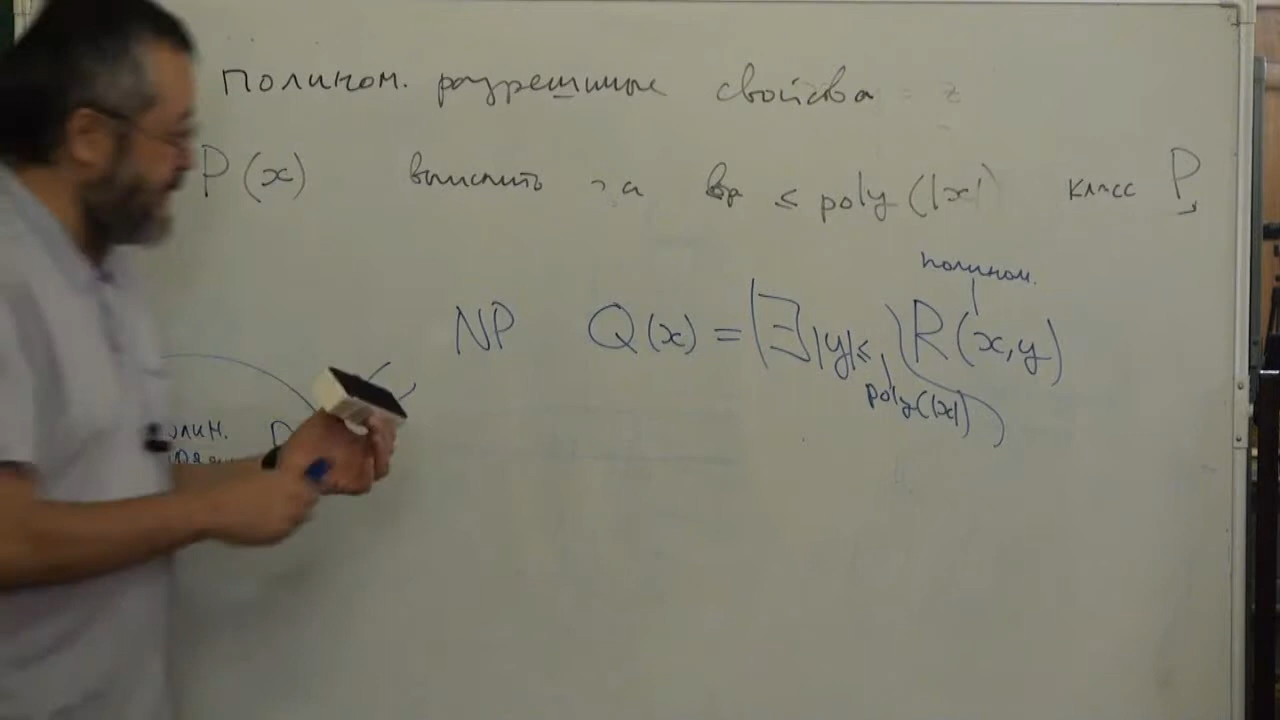 полином. разрешимые свойства
P(x) вычислить за вр ≤ poly(|x|) класс P,
полином.
NP Q(x) = (∃|y|≤ ) R(x,y)
poly(|x|)